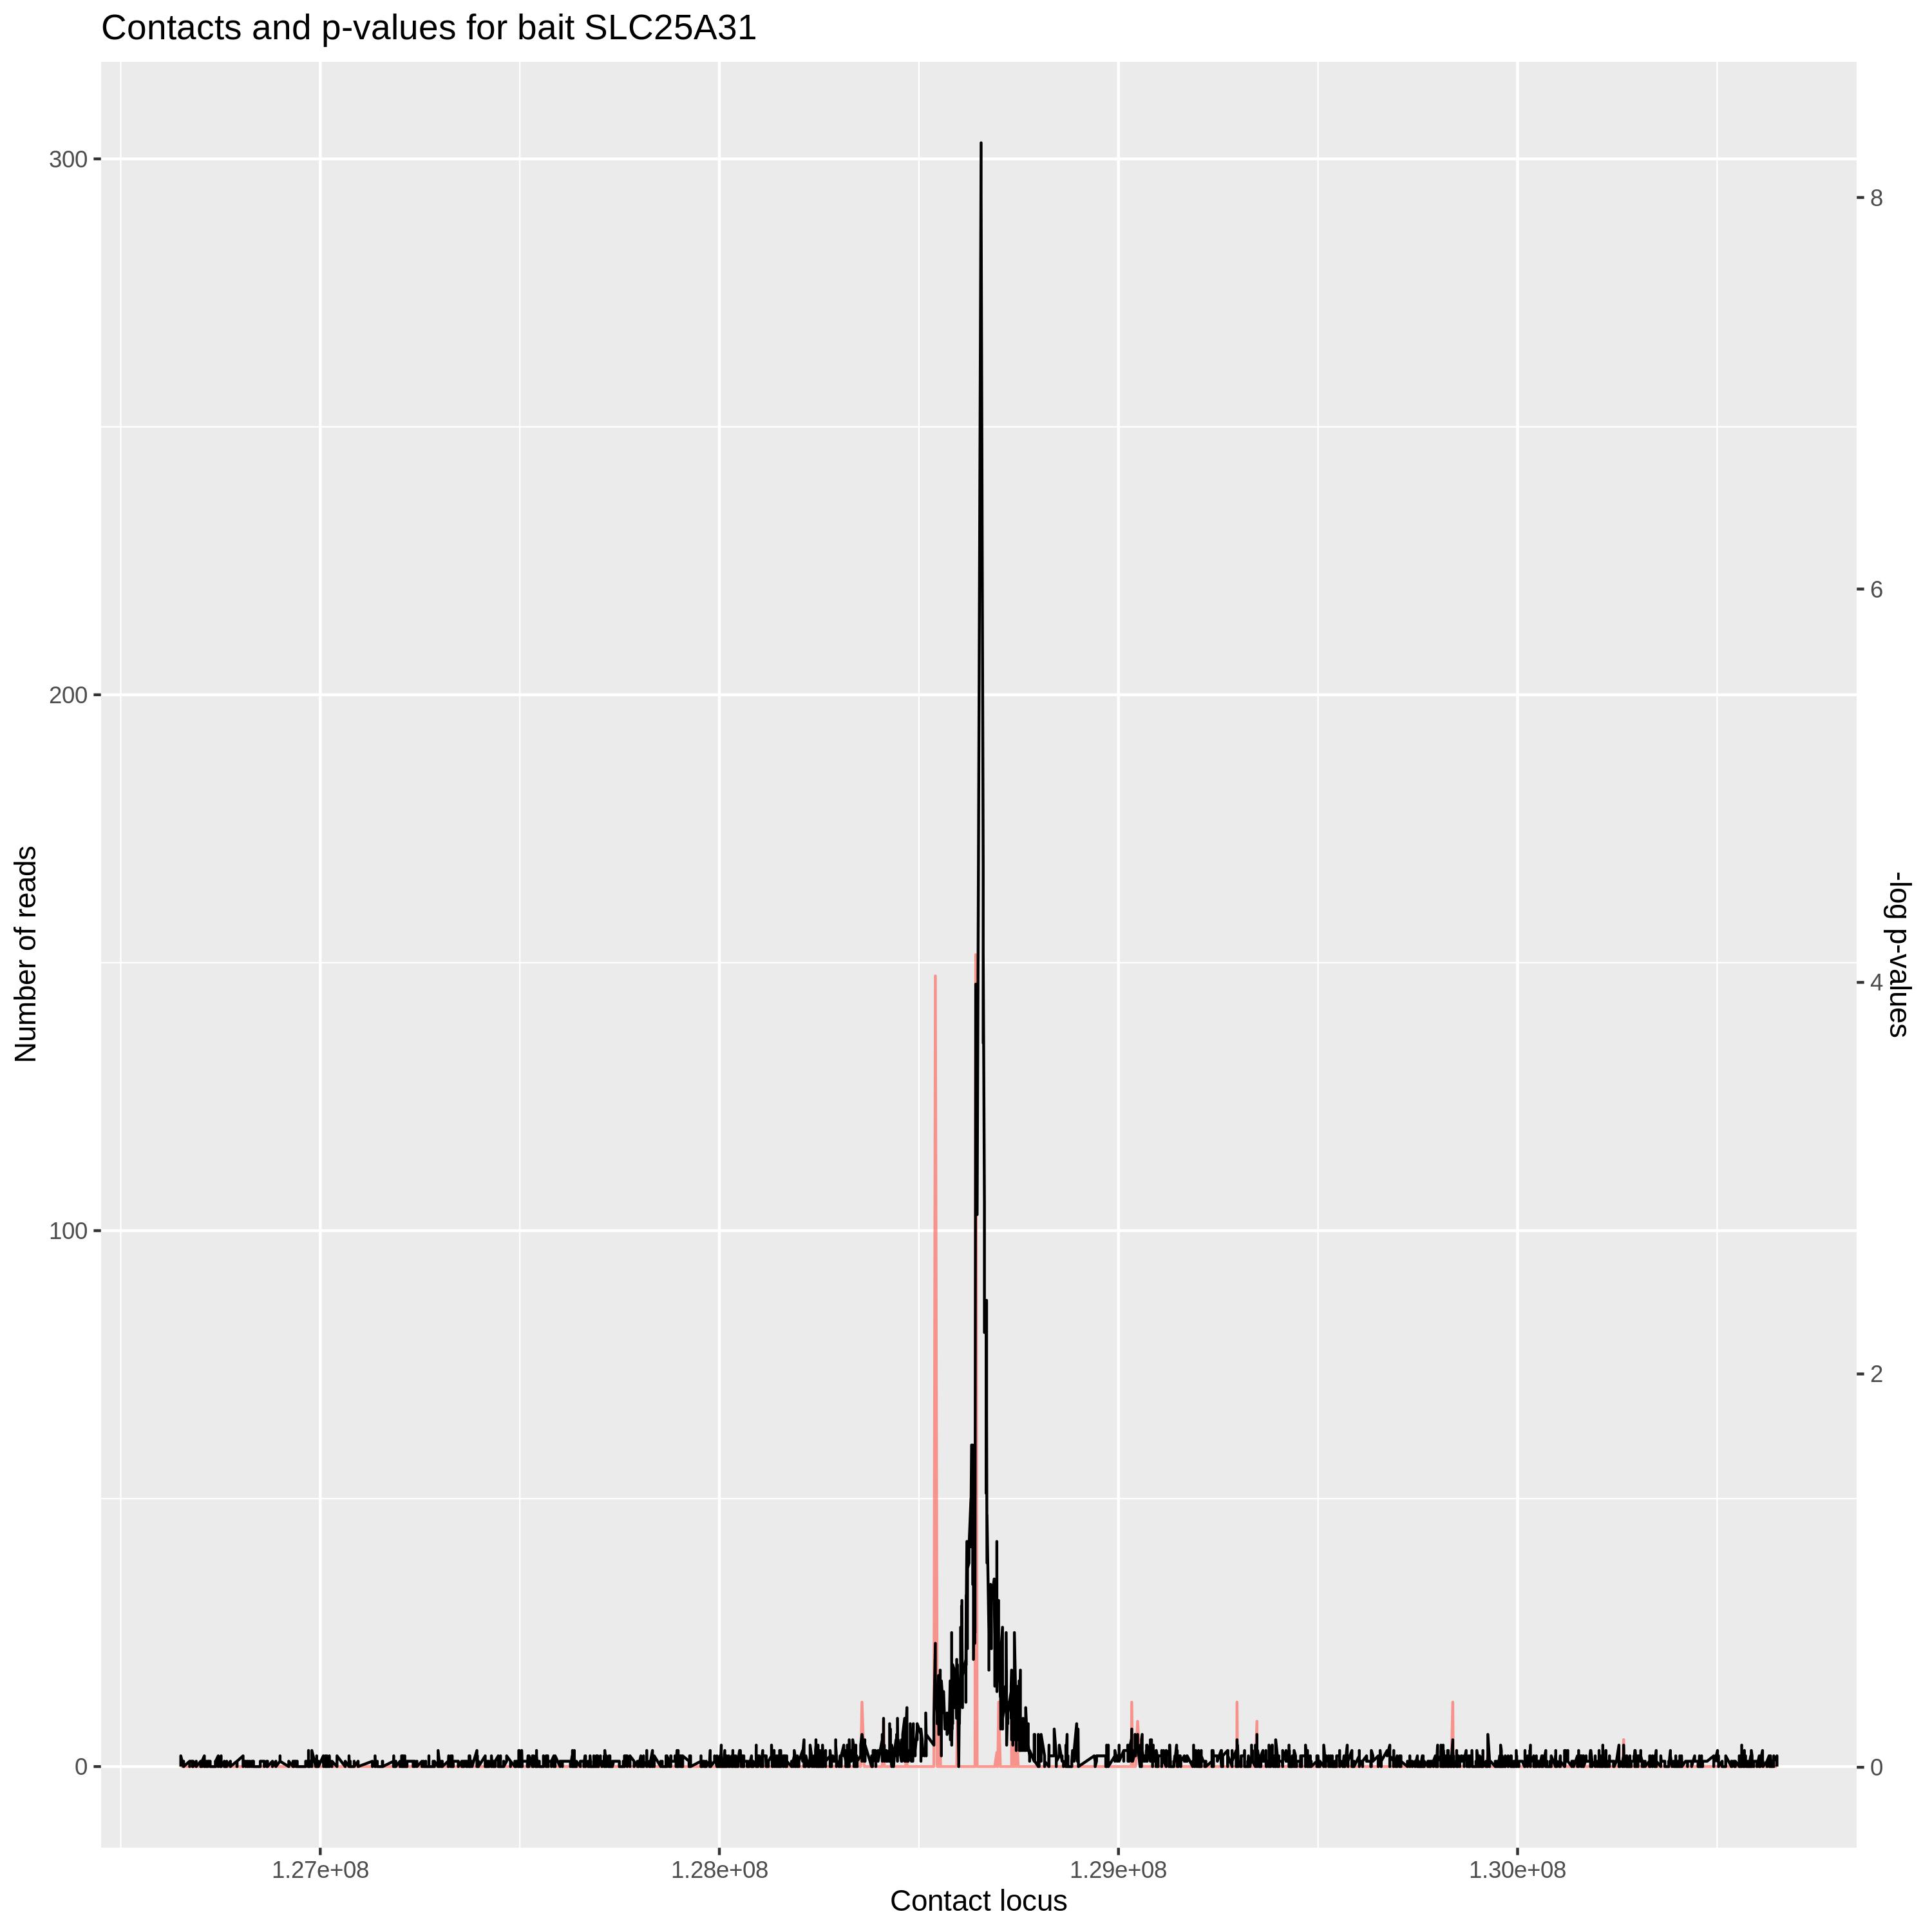 Contacts and p-values for bait SLC25A31
300
200
100
0
Number of reads
8
6
4
2
0
-log p-values
1.27e+08
1.28e+08
1.29e+08
1.30e+08
Contact locus